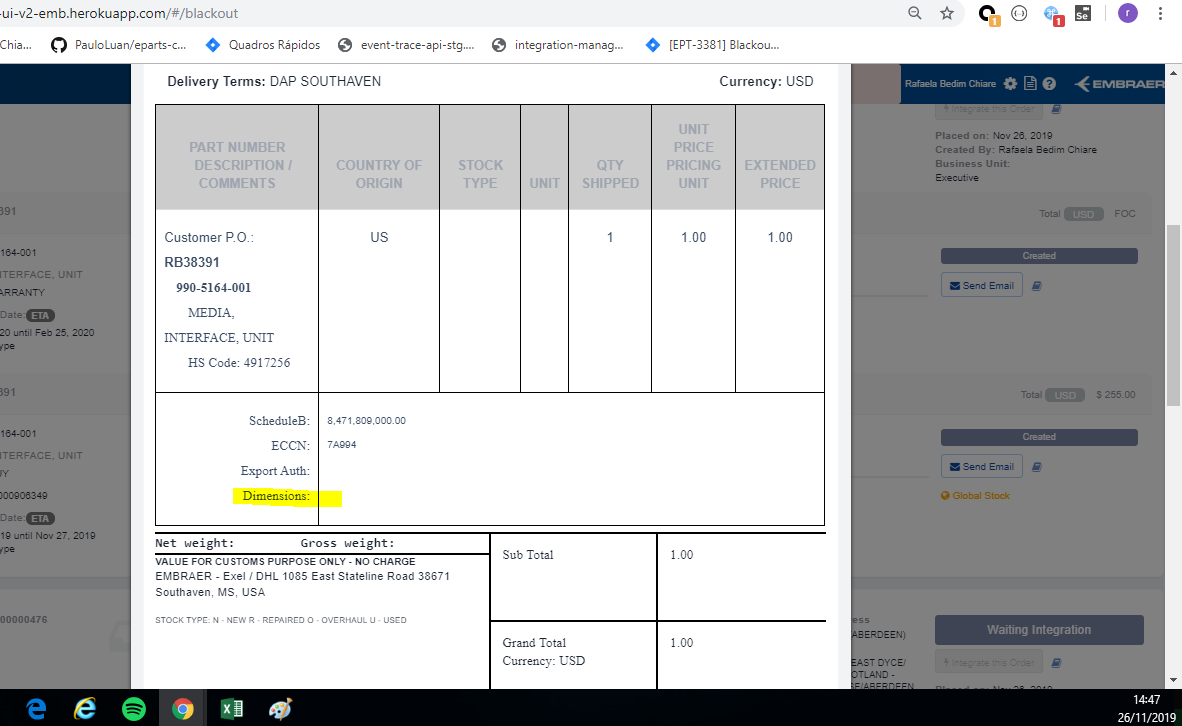 -ui-v2-emb.herokuapp.com/#/blackout
1
1
Se
r
Chia...
PauloLuan/eparts-c...
Quadros Rápidos
event-trace-api-stg....
integration-manag...
[EPT-3381] Blackou...
Delivery Terms: DAP SOUTHAVEN
Currency: USD
Rafaela Bedim Chiare
EMBRAER
Integrate this Order
Placed on: Nov 26, 2019
Created By: Rafaela Bedim Chiare
Business Unit:
Executive
PART NUMBER
DESCRIPTION /
COMMENTS
COUNTRY OF
ORIGIN
STOCK
TYPE
UNIT
QTY
SHIPPED
UNIT
PRICE
PRICING
UNIT
EXTENDED
PRICE
391
Total USD FOC
Customer P.O.:
RB38391
990-5164-001
MEDIA,
INTERFACE, UNIT
HS Code: 4917256
US
1
1.00
1.00
164-001
TERFACE, UNIT
ARRANTY
Date: ETA
20 until Feb 25, 2020
ype
Created
Send Email
391
Total USD $ 255.00
164-001
TERFACE, UNIT
000906349
Date: ETA
19 until Nov 27, 2019
ype
Created
Send Email
Global Stock
ScheduleB: 8,471,809,000.00
ECCN: 7A994
Export Auth:
Dimensions:
Net weight: Gross weight:
VALUE FOR CUSTOMS PURPOSE ONLY - NO CHARGE
EMBRAER - Exel / DHL 1085 East Stateline Road 38671
Southaven, MS, USA
STOCK TYPE: N - NEW R - REPAIRED O - OVERHAUL U - USED
Sub Total 1.00
Grand Total 1.00
Currency: USD
00000476
ess
ABERDEEN)
EAST DYCE/
OTLAND -
Waiting Integration
Integrate this Order
Placed on: Nov 26, 2019
14:47
26/11/2019